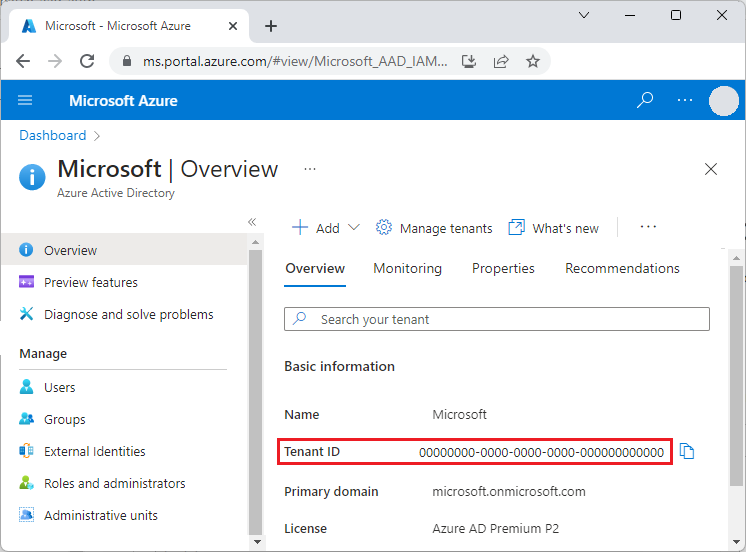 Microsoft - Microsoft Azure
ms.portal.azure.com/#view/Microsoft_AAD_IAM...
Microsoft Azure
Dashboard
Microsoft | Overview
Azure Active Directory
Overview
Preview features
Diagnose and solve problems
Manage
Users
Groups
External Identities
Roles and administrators
Administrative units
Add
Manage tenants
What's new
Overview Monitoring Properties Recommendations
Search your tenant
Basic information
Name Microsoft
Tenant ID 00000000-0000-0000-0000-000000000000
Primary domain microsoft.onmicrosoft.com
License Azure AD Premium P2